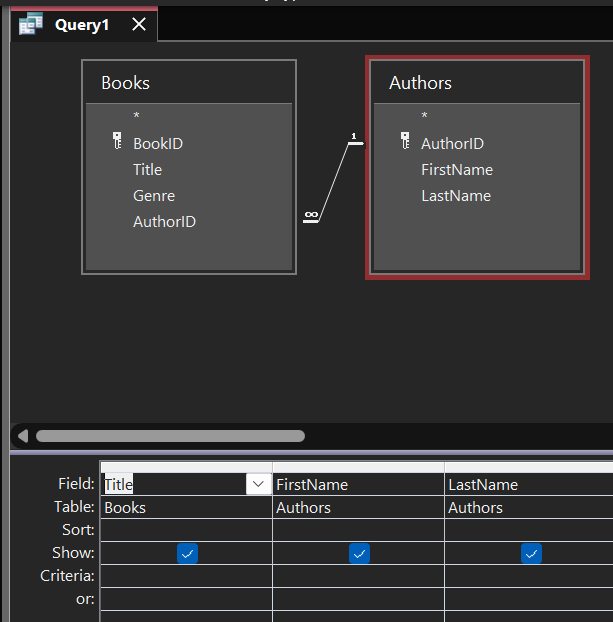 Query1
Books
*
BookID
Title
Genre
AuthorID
∞
1
Authors
*
AuthorID
FirstName
LastName
Field: Title FirstName LastName
Table: Books Authors Authors
Sort:
Show:
Criteria:
or: